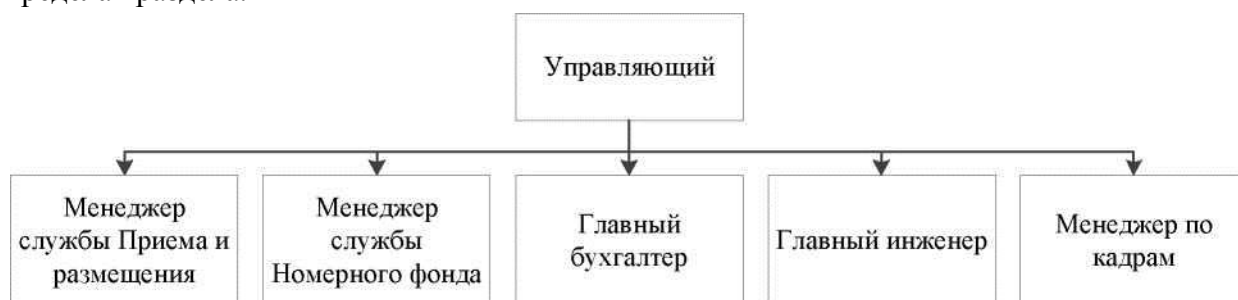 Управляющий
Менеджер
службы Приема и
размещения
Менеджер
службы
Номерного фонда
Главный
бухгалтер
Главный инженер
Менеджер по
кадрам